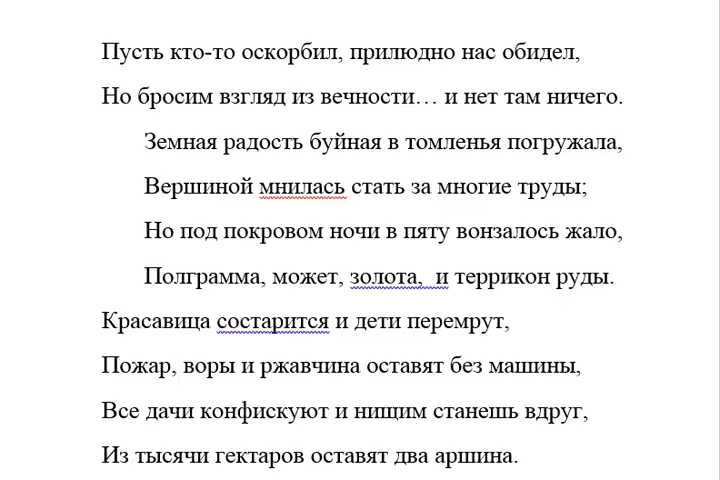 Пусть кто-то оскорбил, прилюдно нас обидел,
Но бросим взгляд из вечности… и нет там ничего.
Земная радость буйная в томленья погружала,
Вершиной мнилась стать за многие труды;
Но под покровом ночи в пяту вонзалось жало,
Полграмма, может, золота,  и террикон руды.
Красавица состарится и дети перемрут,
Пожар, воры и ржавчина оставят без машины,
Все дачи конфискуют и нищим станешь вдруг,
Из тысячи гектаров оставят два аршина.